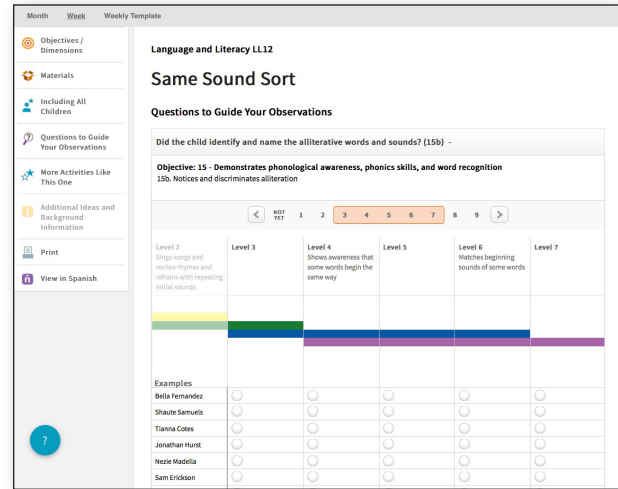 Month Week Weekly Template
Objectives /
Dimensions
Materials
Including All
Children
Questions to Guide
Your Observations
More Activities Like
This One
Additional Ideas and
Background
Information
Print
ñ View in Spanish
?
Language and Literacy LL12
Same Sound Sort
Questions to Guide Your Observations
Did the child identify and name the alliterative words and sounds? (15b) -
Objective: 15 - Demonstrates phonological awareness, phonics skills, and word recognition
15b. Notices and discriminates alliteration
< NOT YET 1 2 3 4 5 6 7 8 9 >
Level 2 Level 3 Level 4 Level 5 Level 6 Level 7
Sings songs and Shows awareness that Matches beginning
recites rhymes and some words begin the sounds of some words
refrains with repeating same way
initial sounds
Examples
Bella Fernandez
Shaute Samuels
Tianna Cotes
Jonathan Hurst
Nezie Madella
Sam Erickson